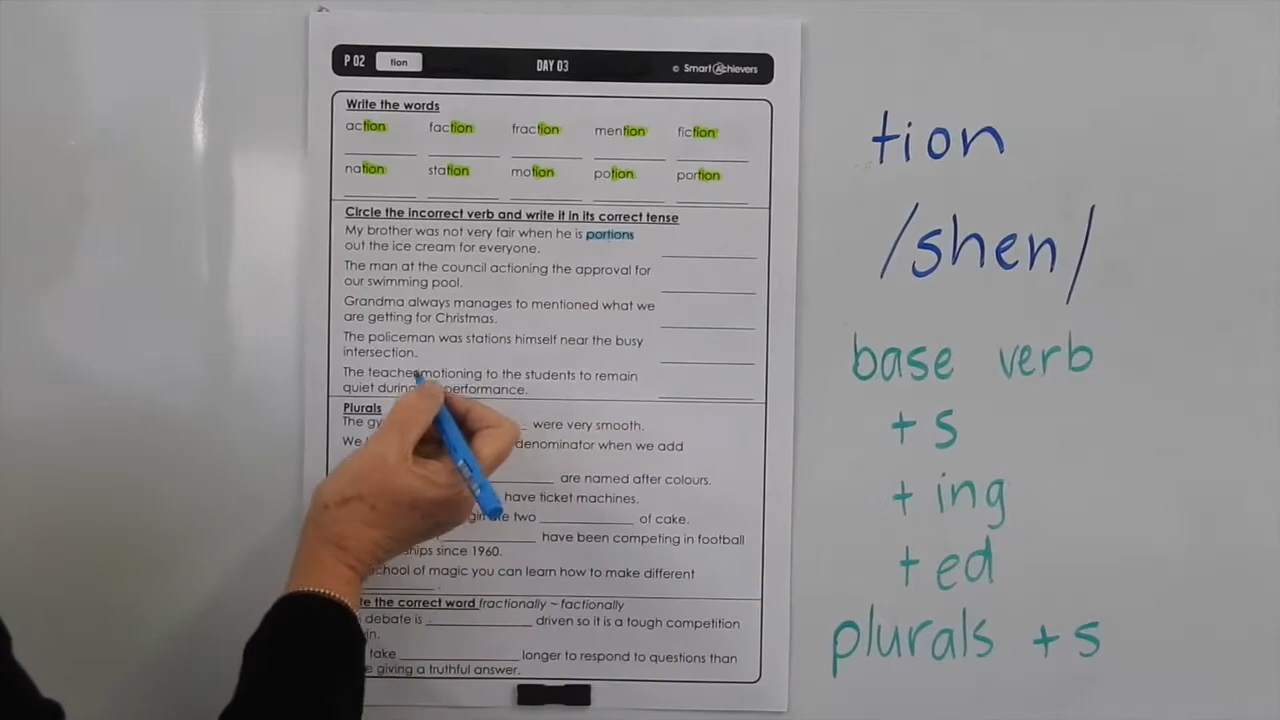 P 02 tion DAY 03 © Smart Achievers
Write the words
action faction fraction mention fiction
nation station motion potion portion
Circle the incorrect verb and write it in its correct tense
My brother was not very fair when he is portions
out the ice cream for everyone.
The man at the council actioning the approval for
our swimming pool.
Grandma always manages to mentioned what we
are getting for Christmas.
The policeman was stations himself near the busy
intersection.
The teacher motioning to the students to remain
quiet during performance.
Plurals
The were very smooth.
We denominator when we add
are named after colours.
have ticket machines.
two of cake.
have been competing in football
since 1960.
school of magic you can learn how to make different
.
the correct word fractionally ~ factionally
debate is driven so it is a tough competition
take longer to respond to questions than
giving a truthful answer.
tion
/shen/
base verb
+ s
+ ing
+ ed
plurals + s